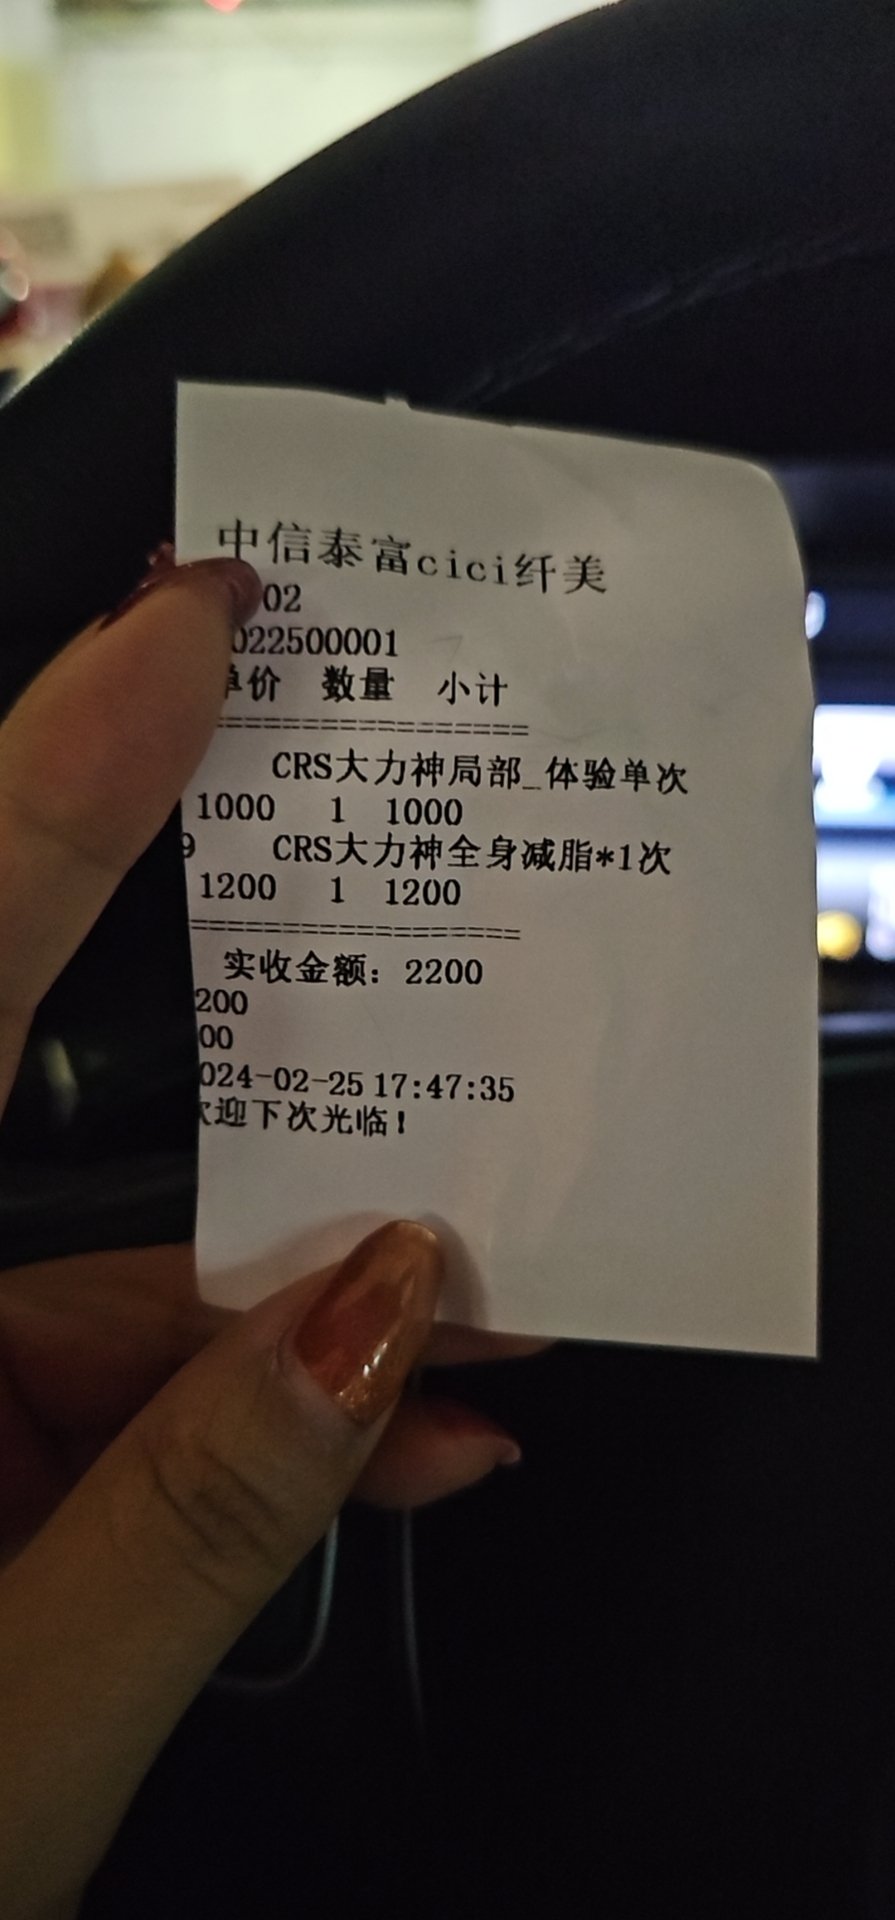 中信泰富cici纤美
02
022500001
单价 数量 小计
==================
CRS大力神局部_体验单次
1000 1 1000
9 CRS大力神全身减脂*1次
1200 1 1200
==================
实收金额：2200
200
00
024-02-25 17:47:35
欢迎下次光临！